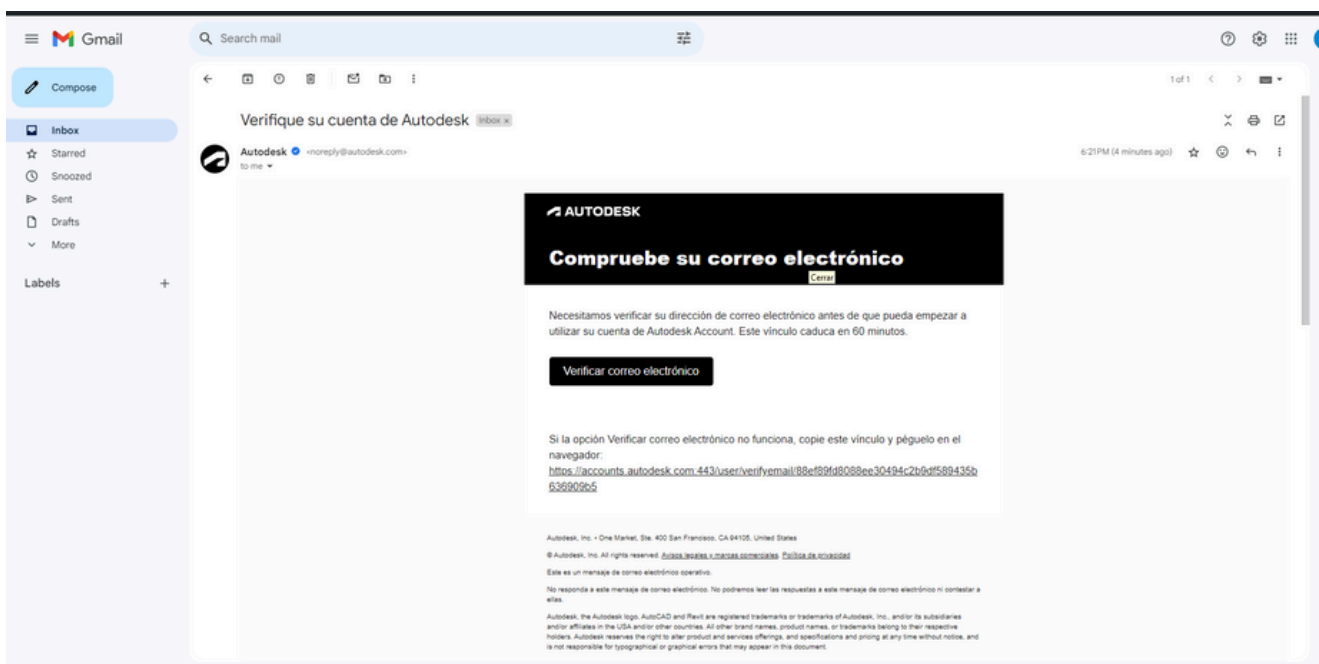 Gmail
Search mail
Compose
1 of 1
Verifique su cuenta de Autodesk Inbox x
Inbox
Starred
Autodesk <noreply@autodesk.com>
6:21 PM (4 minutes ago)
to me
Snoozed
Sent
Drafts
More
Labels
AUTODESK
Compruebe su correo electrónico
Cerrar
Necesitamos verificar su dirección de correo electrónico antes de que pueda empezar a
utilizar su cuenta de Autodesk Account. Este vínculo caduca en 60 minutos.
Verificar correo electrónico
Si la opción Verificar correo electrónico no funciona, copie este vínculo y péguelo en el
navegador:
https://accounts.autodesk.com:443/user/verifyemail/88ef89fd8088ee30494c2b9df589435b
636909b5
Autodesk, Inc. • One Market, Ste. 400 San Francisco, CA 94105, United States
© Autodesk, Inc. All rights reserved. Avisos legales y marcas comerciales. Política de privacidad
Este es un mensaje de correo electrónico operativo.
No responda a este mensaje de correo electrónico. No podremos leer las respuestas a este mensaje de correo electrónico ni contestar a
ellas.
Autodesk, the Autodesk logo, AutoCAD and Revit are registered trademarks or trademarks of Autodesk, Inc., and/or its subsidiaries
and/or affiliates in the USA and/or other countries. All other brand names, product names, or trademarks belong to their respective
holders. Autodesk reserves the right to alter product and services offerings, and specifications and pricing at any time without notice, and
is not responsible for typographical or graphical errors that may appear in this document.